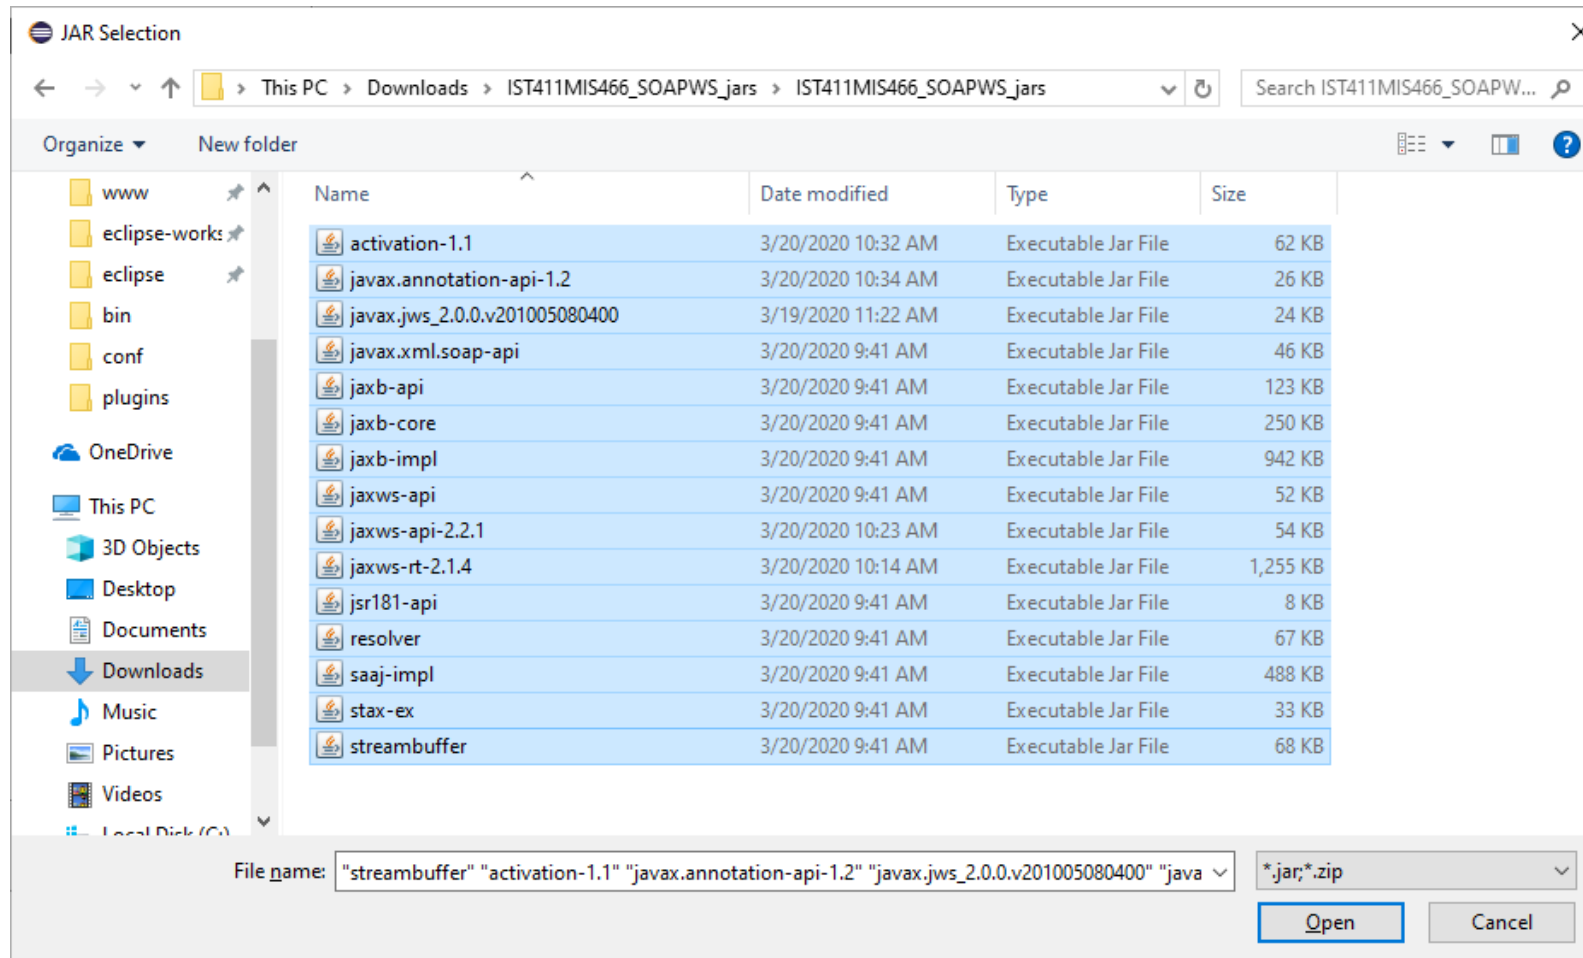 JAR Selection
This PC > Downloads > IST411MIS466_SOAPWS_jars > IST411MIS466_SOAPWS_jars
Search IST411MIS466_SOAPW...
Organize
New folder
?
www
eclipse-works
eclipse
bin
conf
plugins
OneDrive
This PC
3D Objects
Desktop
Documents
Downloads
Music
Pictures
Videos
Local Disk (C:)
Name Date modified Type Size
activation-1.1 3/20/2020 10:32 AM Executable Jar File 62 KB
javax.annotation-api-1.2 3/20/2020 10:34 AM Executable Jar File 26 KB
javax.jws_2.0.0.v201005080400 3/19/2020 11:22 AM Executable Jar File 24 KB
javax.xml.soap-api 3/20/2020 9:41 AM Executable Jar File 46 KB
jaxb-api 3/20/2020 9:41 AM Executable Jar File 123 KB
jaxb-core 3/20/2020 9:41 AM Executable Jar File 250 KB
jaxb-impl 3/20/2020 9:41 AM Executable Jar File 942 KB
jaxws-api 3/20/2020 9:41 AM Executable Jar File 52 KB
jaxws-api-2.2.1 3/20/2020 10:23 AM Executable Jar File 54 KB
jaxws-rt-2.1.4 3/20/2020 10:14 AM Executable Jar File 1,255 KB
jsr181-api 3/20/2020 9:41 AM Executable Jar File 8 KB
resolver 3/20/2020 9:41 AM Executable Jar File 67 KB
saaj-impl 3/20/2020 9:41 AM Executable Jar File 488 KB
stax-ex 3/20/2020 9:41 AM Executable Jar File 33 KB
streambuffer 3/20/2020 9:41 AM Executable Jar File 68 KB
File name: "streambuffer" "activation-1.1" "javax.annotation-api-1.2" "javax.jws_2.0.0.v201005080400" "java
*.jar;*.zip
Open
Cancel